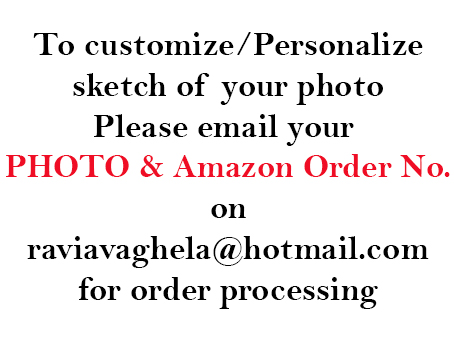 To customize/Personalize
sketch of your photo
Please email your
PHOTO & Amazon Order No.
on
raviavaghela@hotmail.com
for order processing